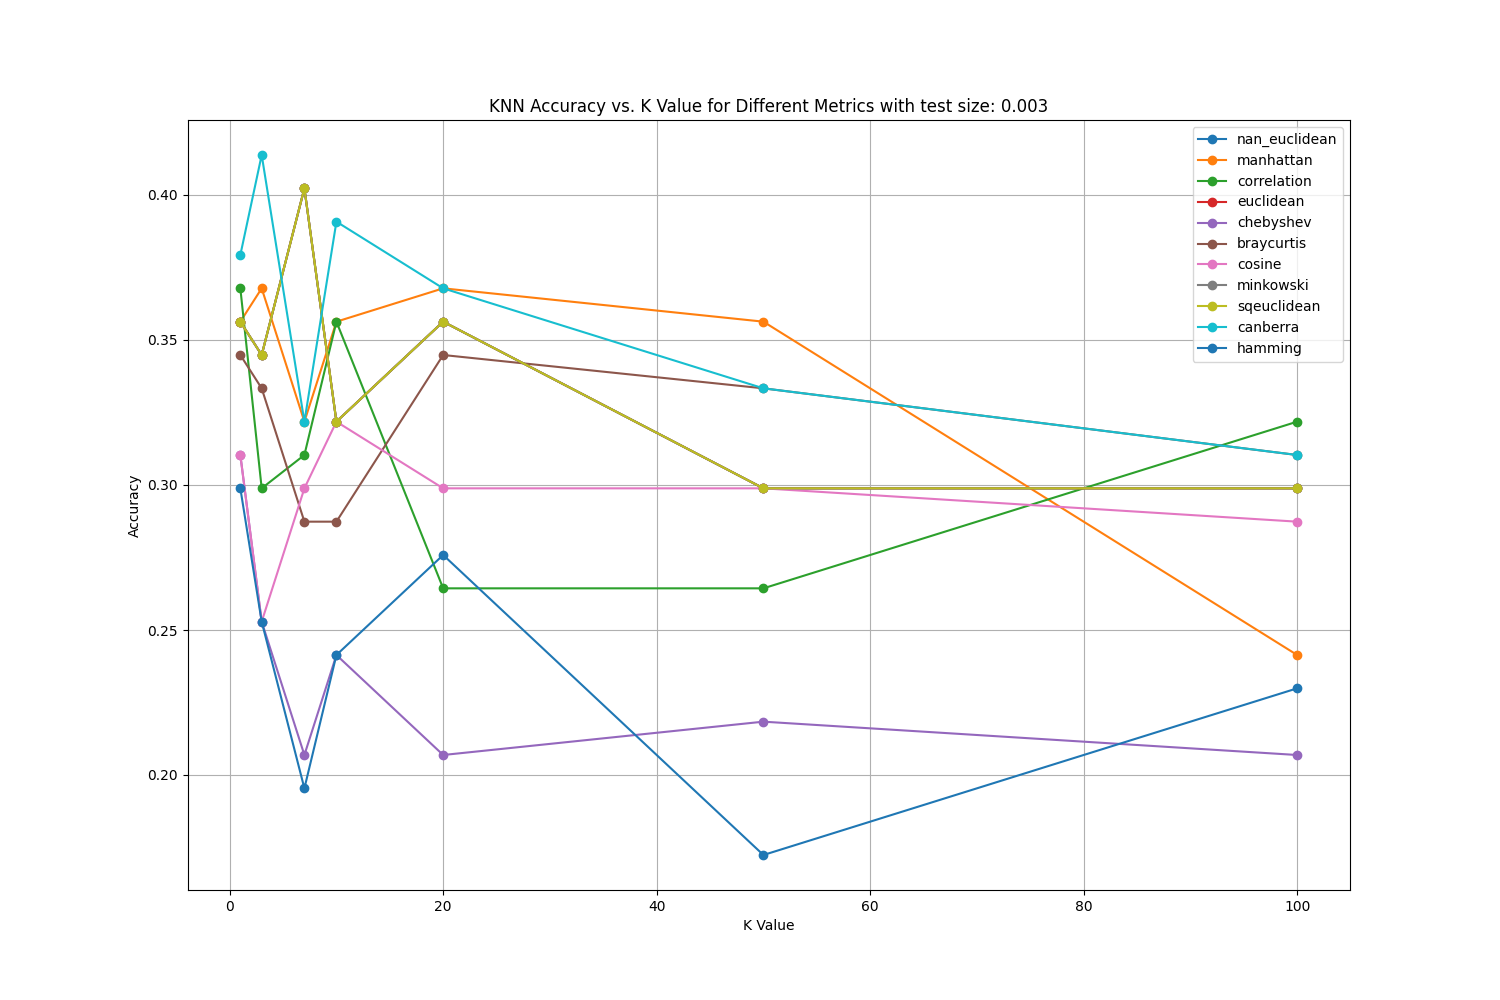 KNN Accuracy vs. K Value for Different Metrics with test size: 0.003
nan_euclidean
manhattan
correlation
euclidean
chebyshev
braycurtis
cosine
minkowski
sqeuclidean
canberra
hamming
0.40
0.35
0.30
0.25
0.20
Accuracy
0 20 40 60 80 100
K Value